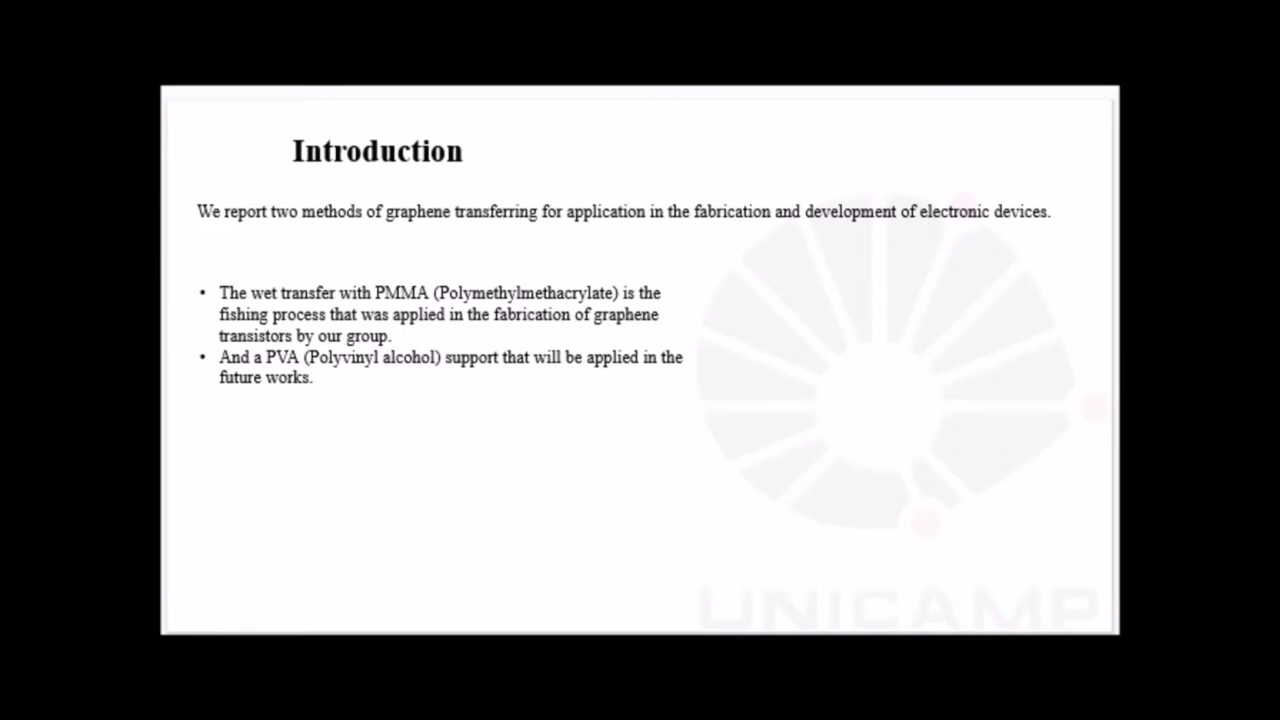 Introduction
We report two methods of graphene transferring for application in the fabrication and development of electronic devices.
• The wet transfer with PMMA (Polymethylmethacrylate) is the
fishing process that was applied in the fabrication of graphene
transistors by our group.
• And a PVA (Polyvinyl alcohol) support that will be applied in the
future works.
UNICAMP